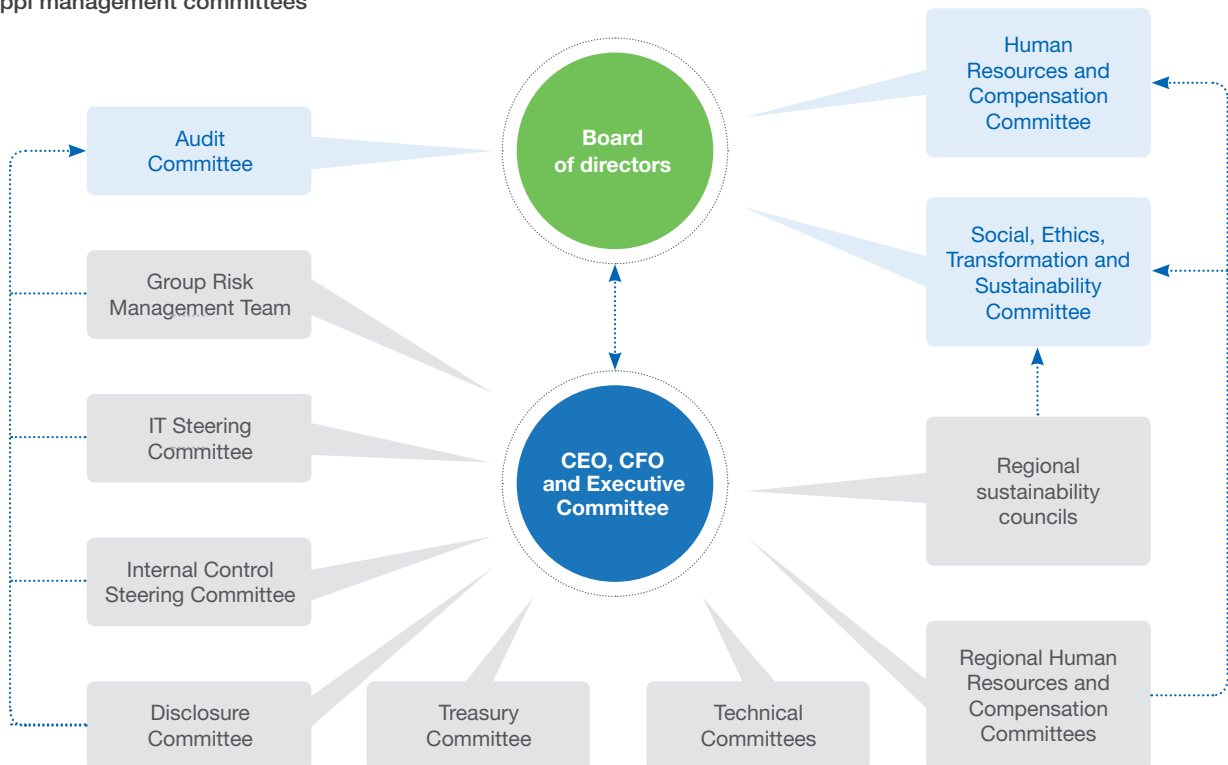 management committees
Human
Resources and
Compensation
Committee
Audit
Committee
Board
of directors
Social, Ethics,
Transformation and
Sustainability
Committee
Group Risk
Management Team
IT Steering
Committee
CEO, CFO
and Executive
Committee
Regional
sustainability
councils
Internal Control
Steering Committee
Disclosure
Committee
Treasury
Committee
Technical
Committees
Regional Human
Resources and
Compensation
Committees